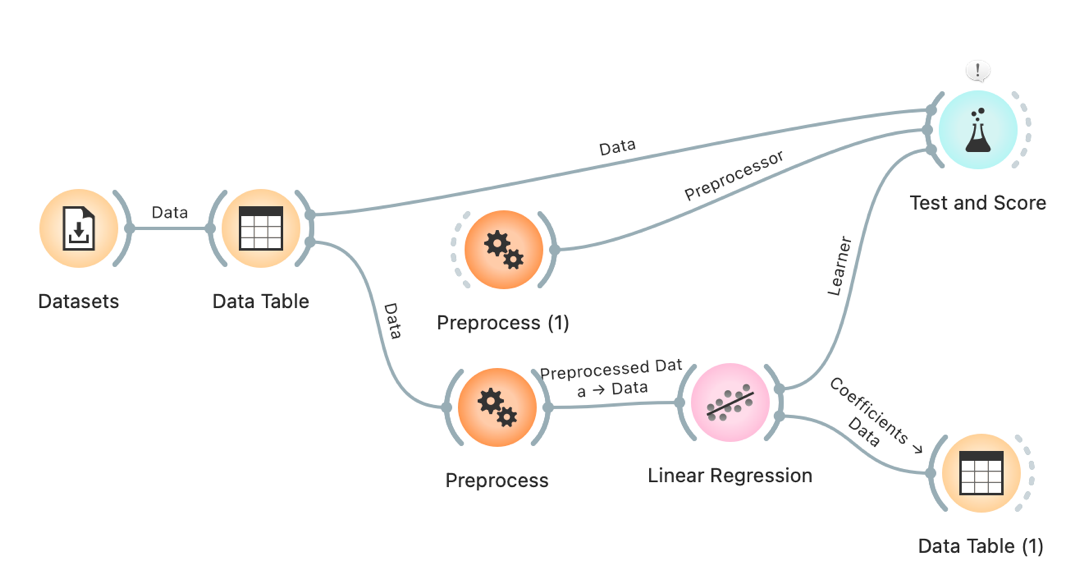 !
Data
Preprocessor
Test and Score
Data
Datasets
Data Table
Learner
Data
Preprocess (1)
Preprocessed Dat
a → Data
Coefficients →
Data
Preprocess
Linear Regression
Data Table (1)